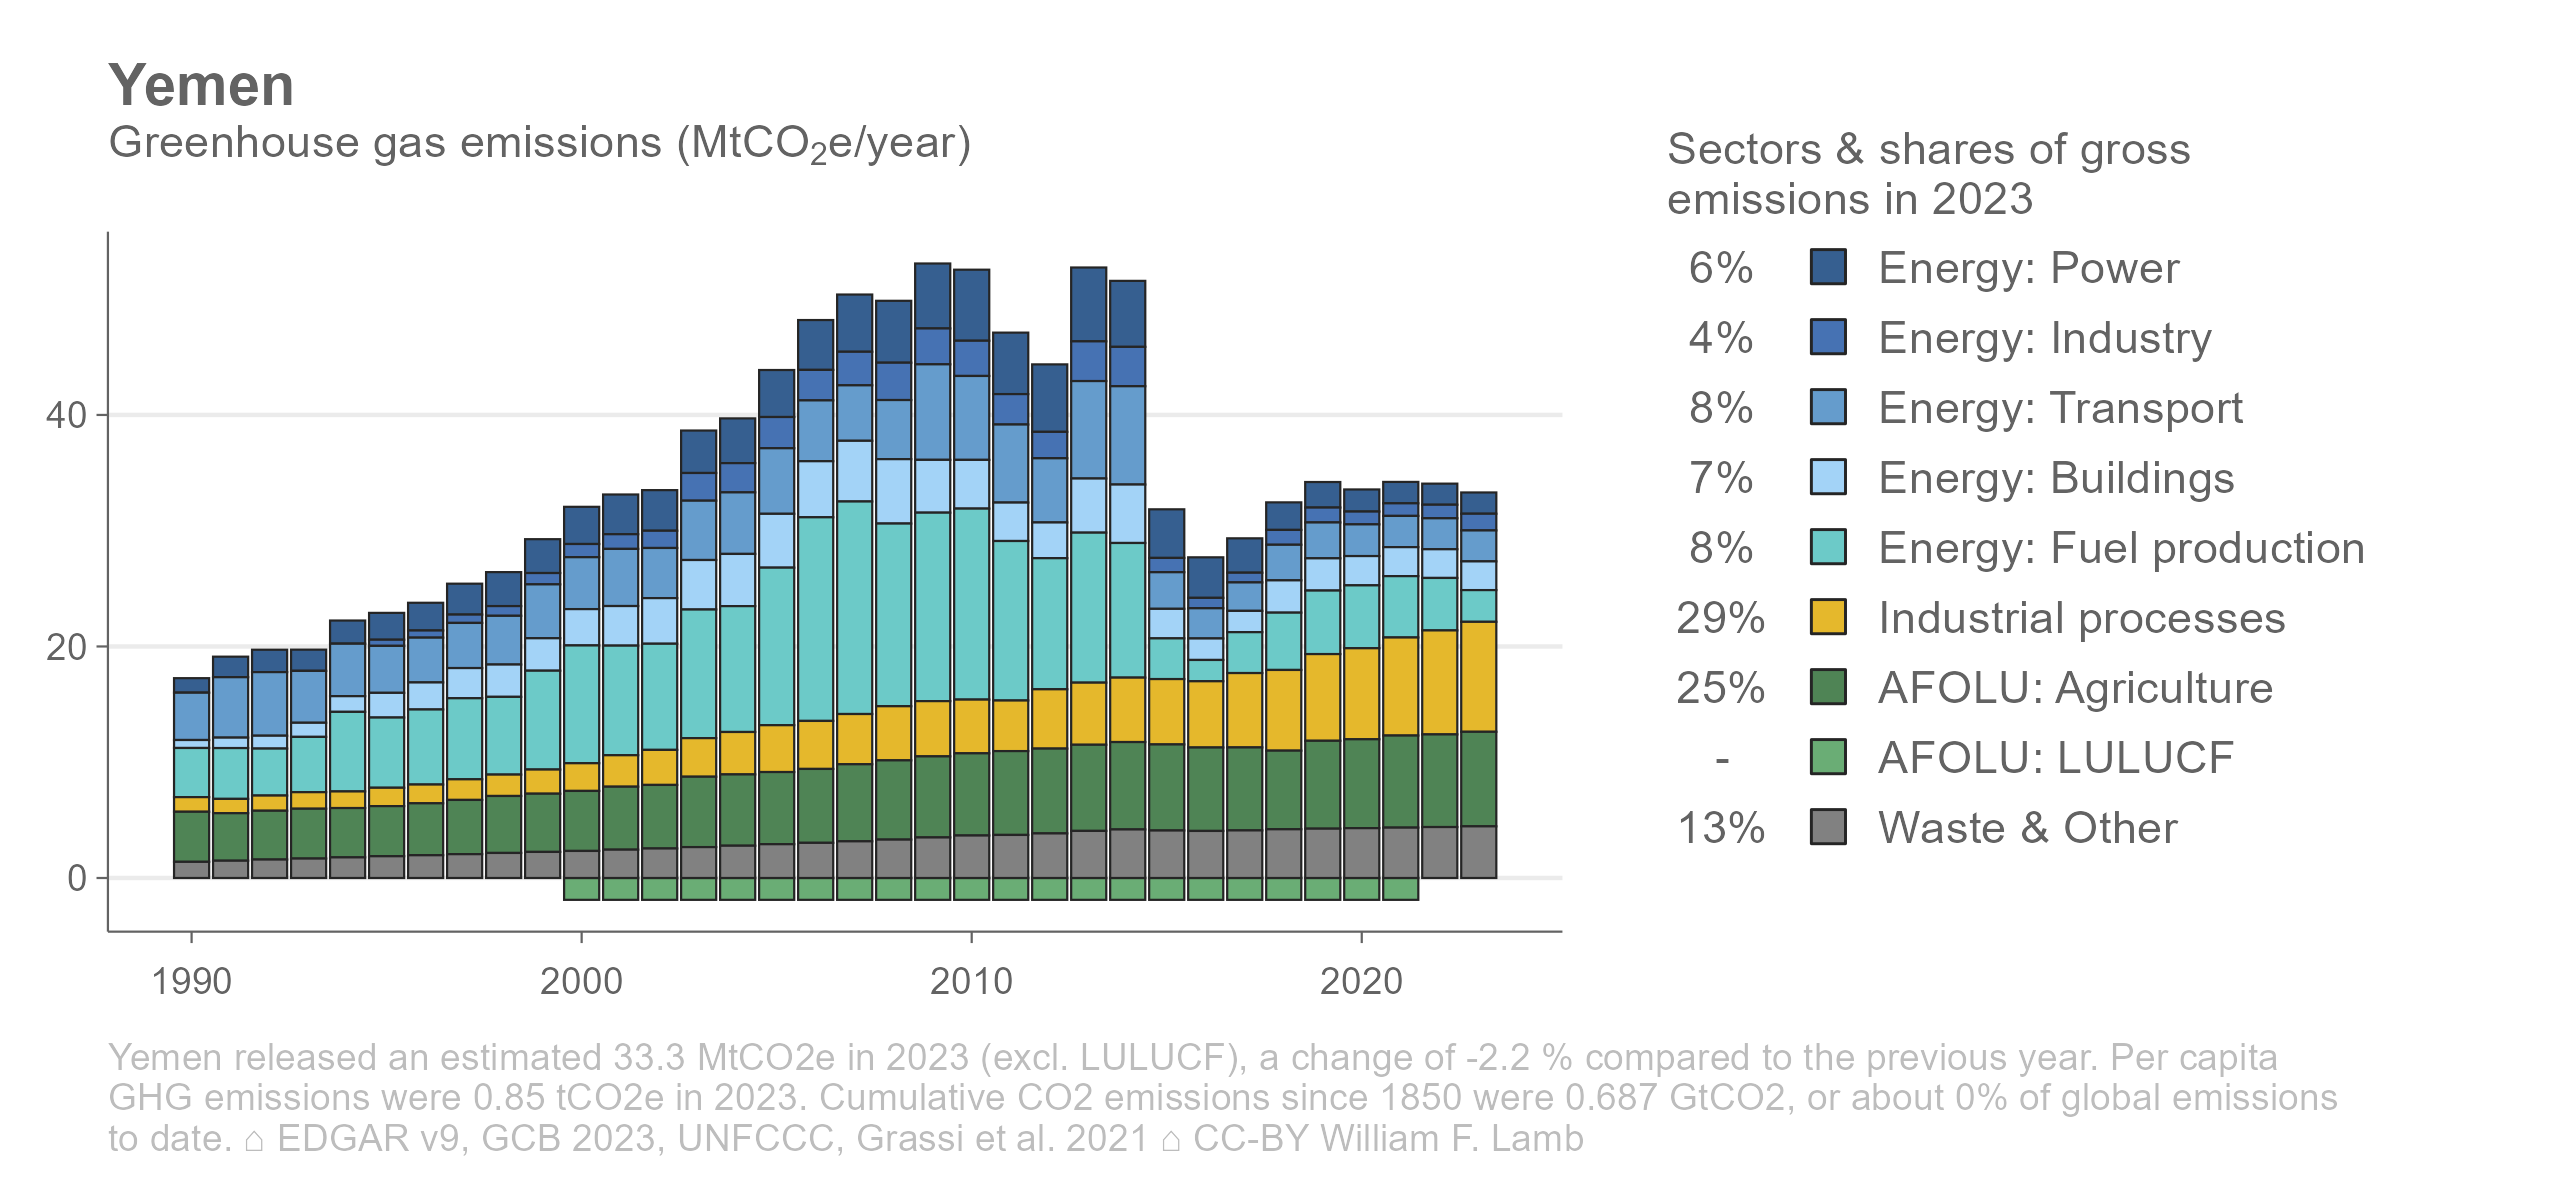 Yemen
Greenhouse gas emissions (MtCO₂e/year)
40
20
0
1990 2000 2010 2020
Sectors & shares of gross
emissions in 2023
6% Energy: Power
4% Energy: Industry
8% Energy: Transport
7% Energy: Buildings
8% Energy: Fuel production
29% Industrial processes
25% AFOLU: Agriculture
- AFOLU: LULUCF
13% Waste & Other
Yemen released an estimated 33.3 MtCO2e in 2023 (excl. LULUCF), a change of -2.2 % compared to the previous year. Per capita
GHG emissions were 0.85 tCO2e in 2023. Cumulative CO2 emissions since 1850 were 0.687 GtCO2, or about 0% of global emissions
to date. ⌂ EDGAR v9, GCB 2023, UNFCCC, Grassi et al. 2021 ⌂ CC-BY William F. Lamb